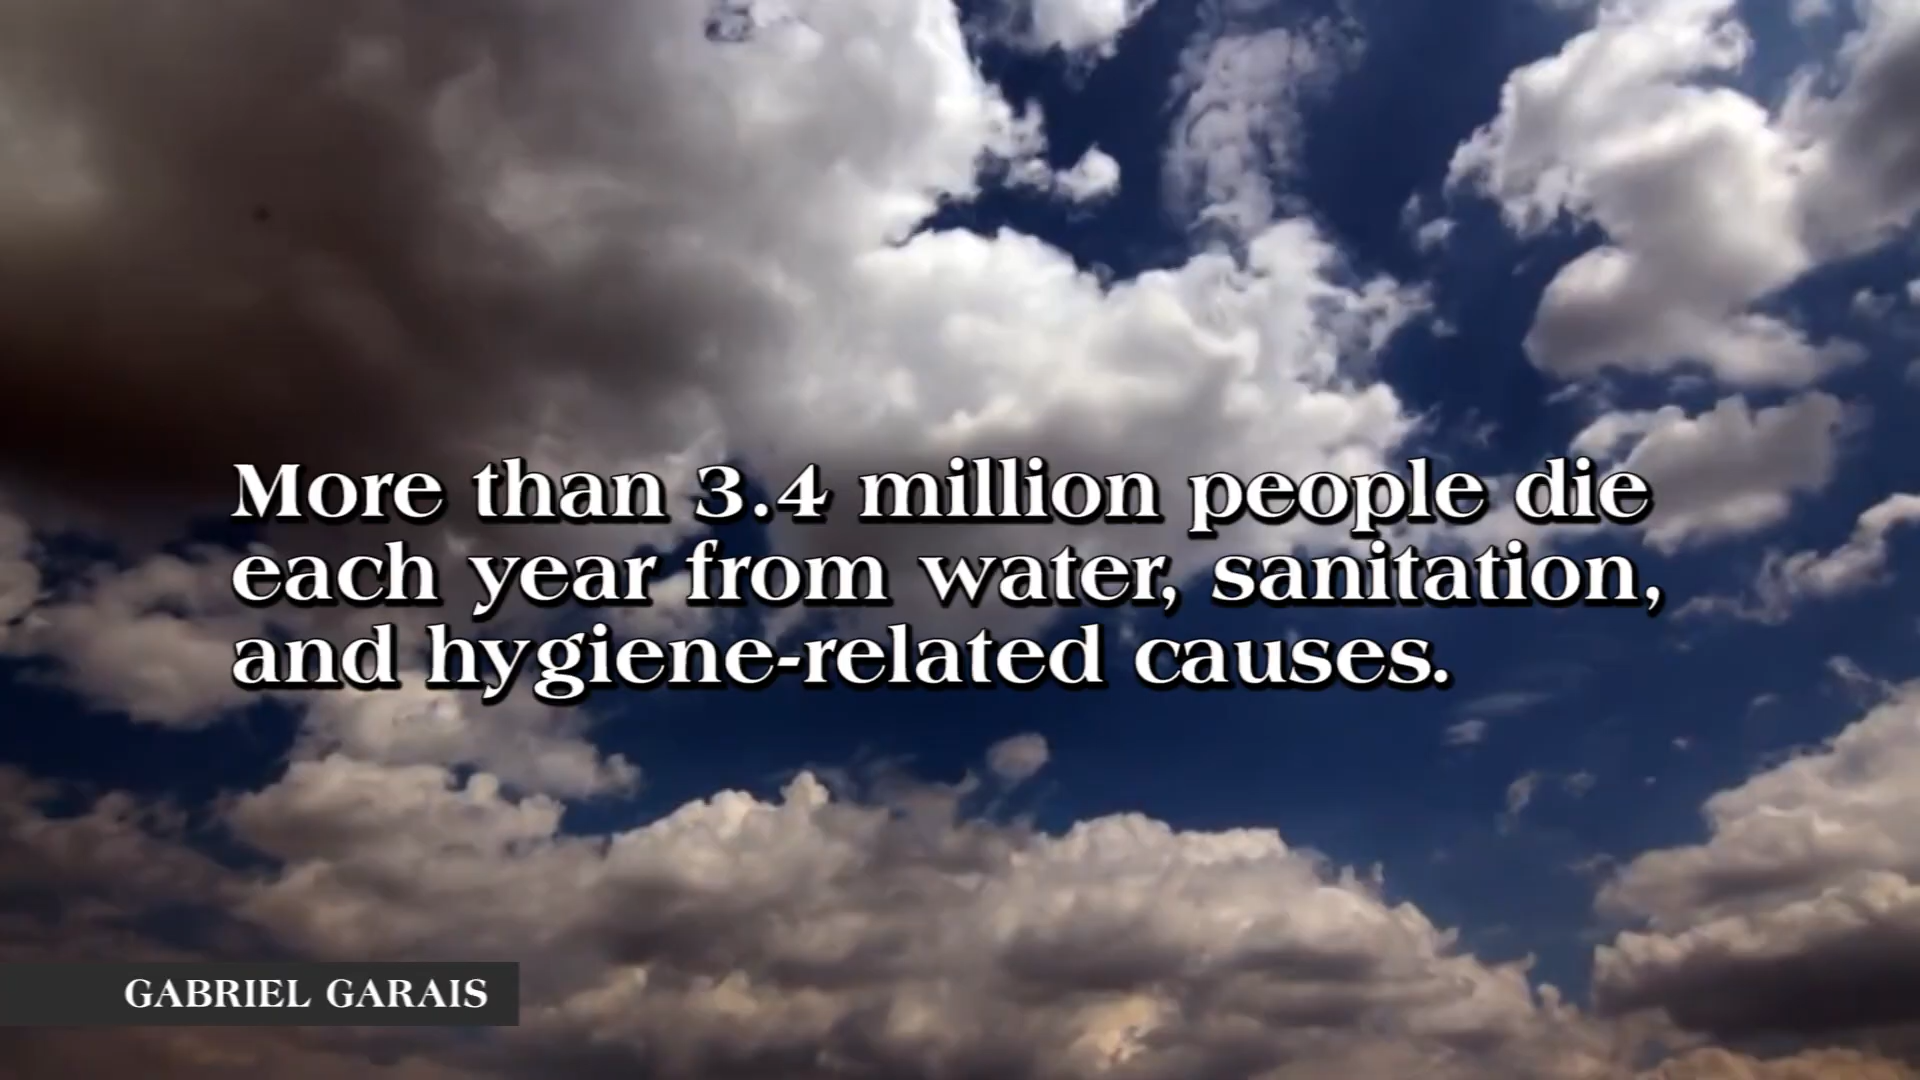 More than 3.4 million people die
each year from water, sanitation,
and hygiene-related causes.
GABRIEL GARAIS